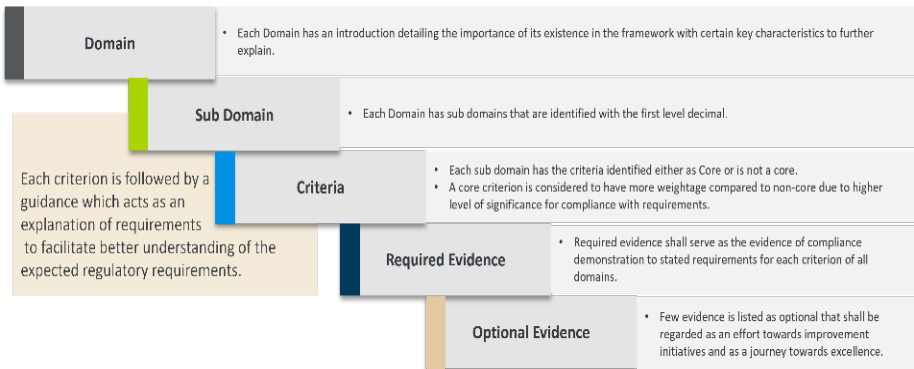 Domain
• Each Domain has an introduction detailing the importance of its existence in the framework with certain key characteristics to further
explain.
Sub Domain
• Each Domain has sub domains that are identified with the first level decimal.
Each criterion is followed by a
guidance which acts as an
explanation of requirements
to facilitate better understanding of the
expected regulatory requirements.
Criteria
• Each sub domain has the criteria identified either as Core or is not a core.
• A core criterion is considered to have more weightage compared to non-core due to higher
level of significance for compliance with requirements.
Required Evidence
• Required evidence shall serve as the evidence of compliance
demonstration to stated requirements for each criterion of all
domains.
Optional Evidence
• Few evidence is listed as optional that shall be
regarded as an effort towards improvement
initiatives and as a journey towards excellence.